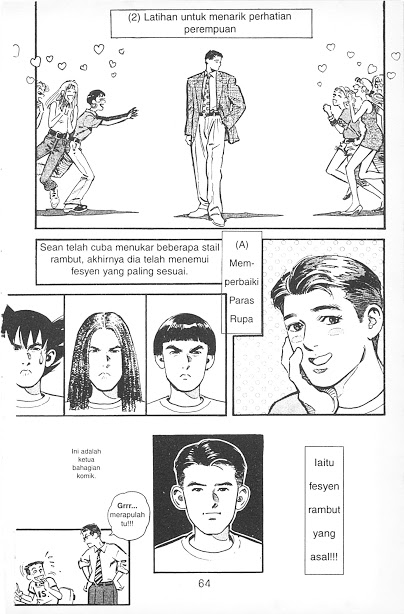 (2) Latihan untuk menarik perhatian
perempuan
Sean telah cuba menukar beberapa stail
rambut, akhirnya dia telah menemui
fesyen yang paling sesuai.
(A)
Mem-
perbaiki
Paras
Rupa
Ini adalah
ketua
bahagian
komik.
Grrr...
merapulah
tu!!!
15
Iaitu
fesyen
rambut
yang
asal!!!
64